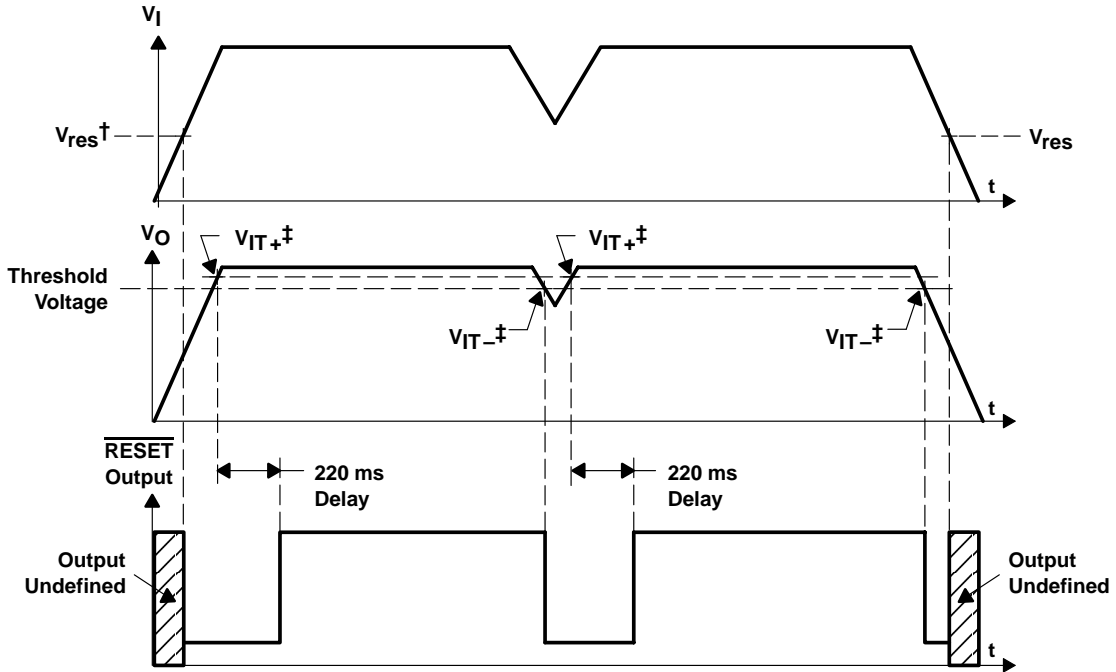 VI
Vres†
Vres
t
VO
VIT+‡
VIT+‡
Threshold
Voltage
VIT–‡
VIT–‡
t
RESET
Output
220 ms
Delay
220 ms
Delay
Output
Undefined
Output
Undefined
t